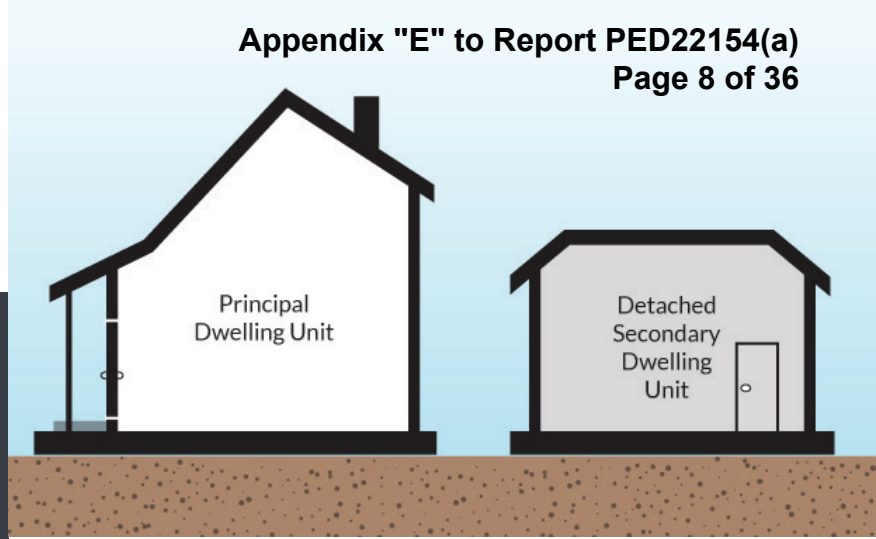 Appendix "E" to Report PED22154(a)
Page 8 of 36
Principal
Dwelling Unit
Detached
Secondary
Dwelling
Unit